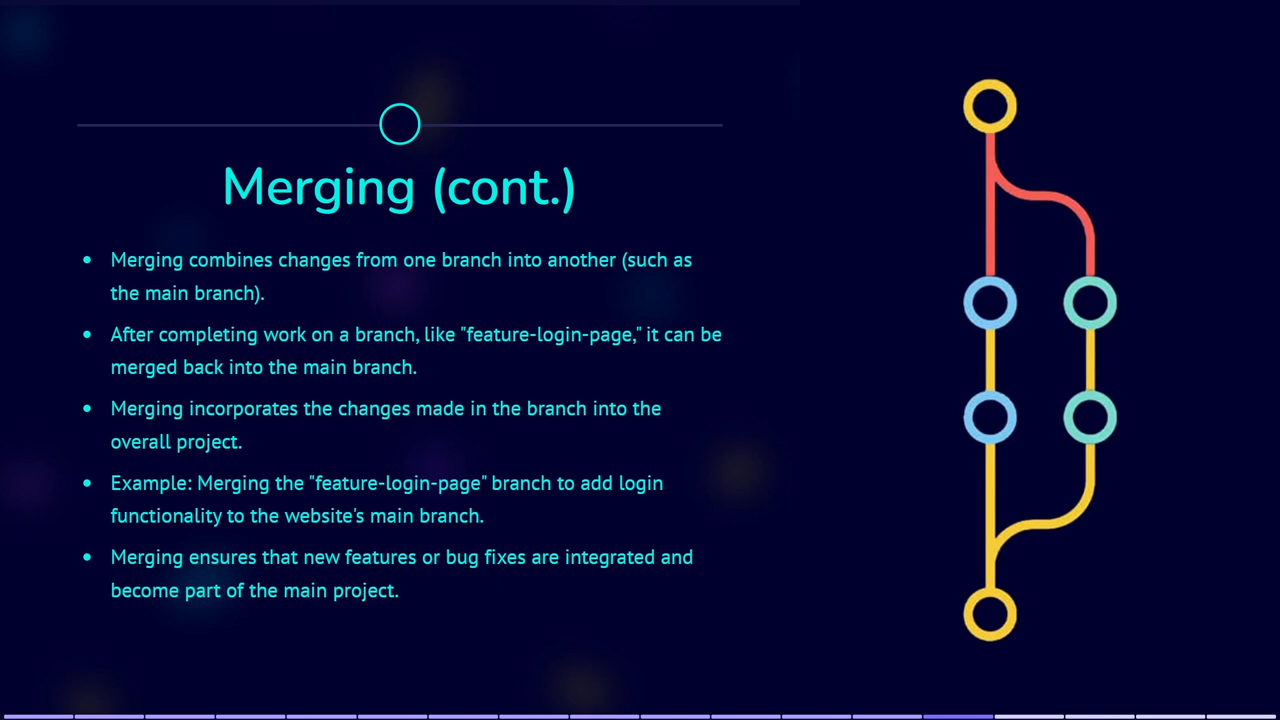 Merging (cont.)
• Merging combines changes from one branch into another (such as
the main branch).
• After completing work on a branch, like "feature-login-page," it can be
merged back into the main branch.
• Merging incorporates the changes made in the branch into the
overall project.
• Example: Merging the "feature-login-page" branch to add login
functionality to the website's main branch.
• Merging ensures that new features or bug fixes are integrated and
become part of the main project.